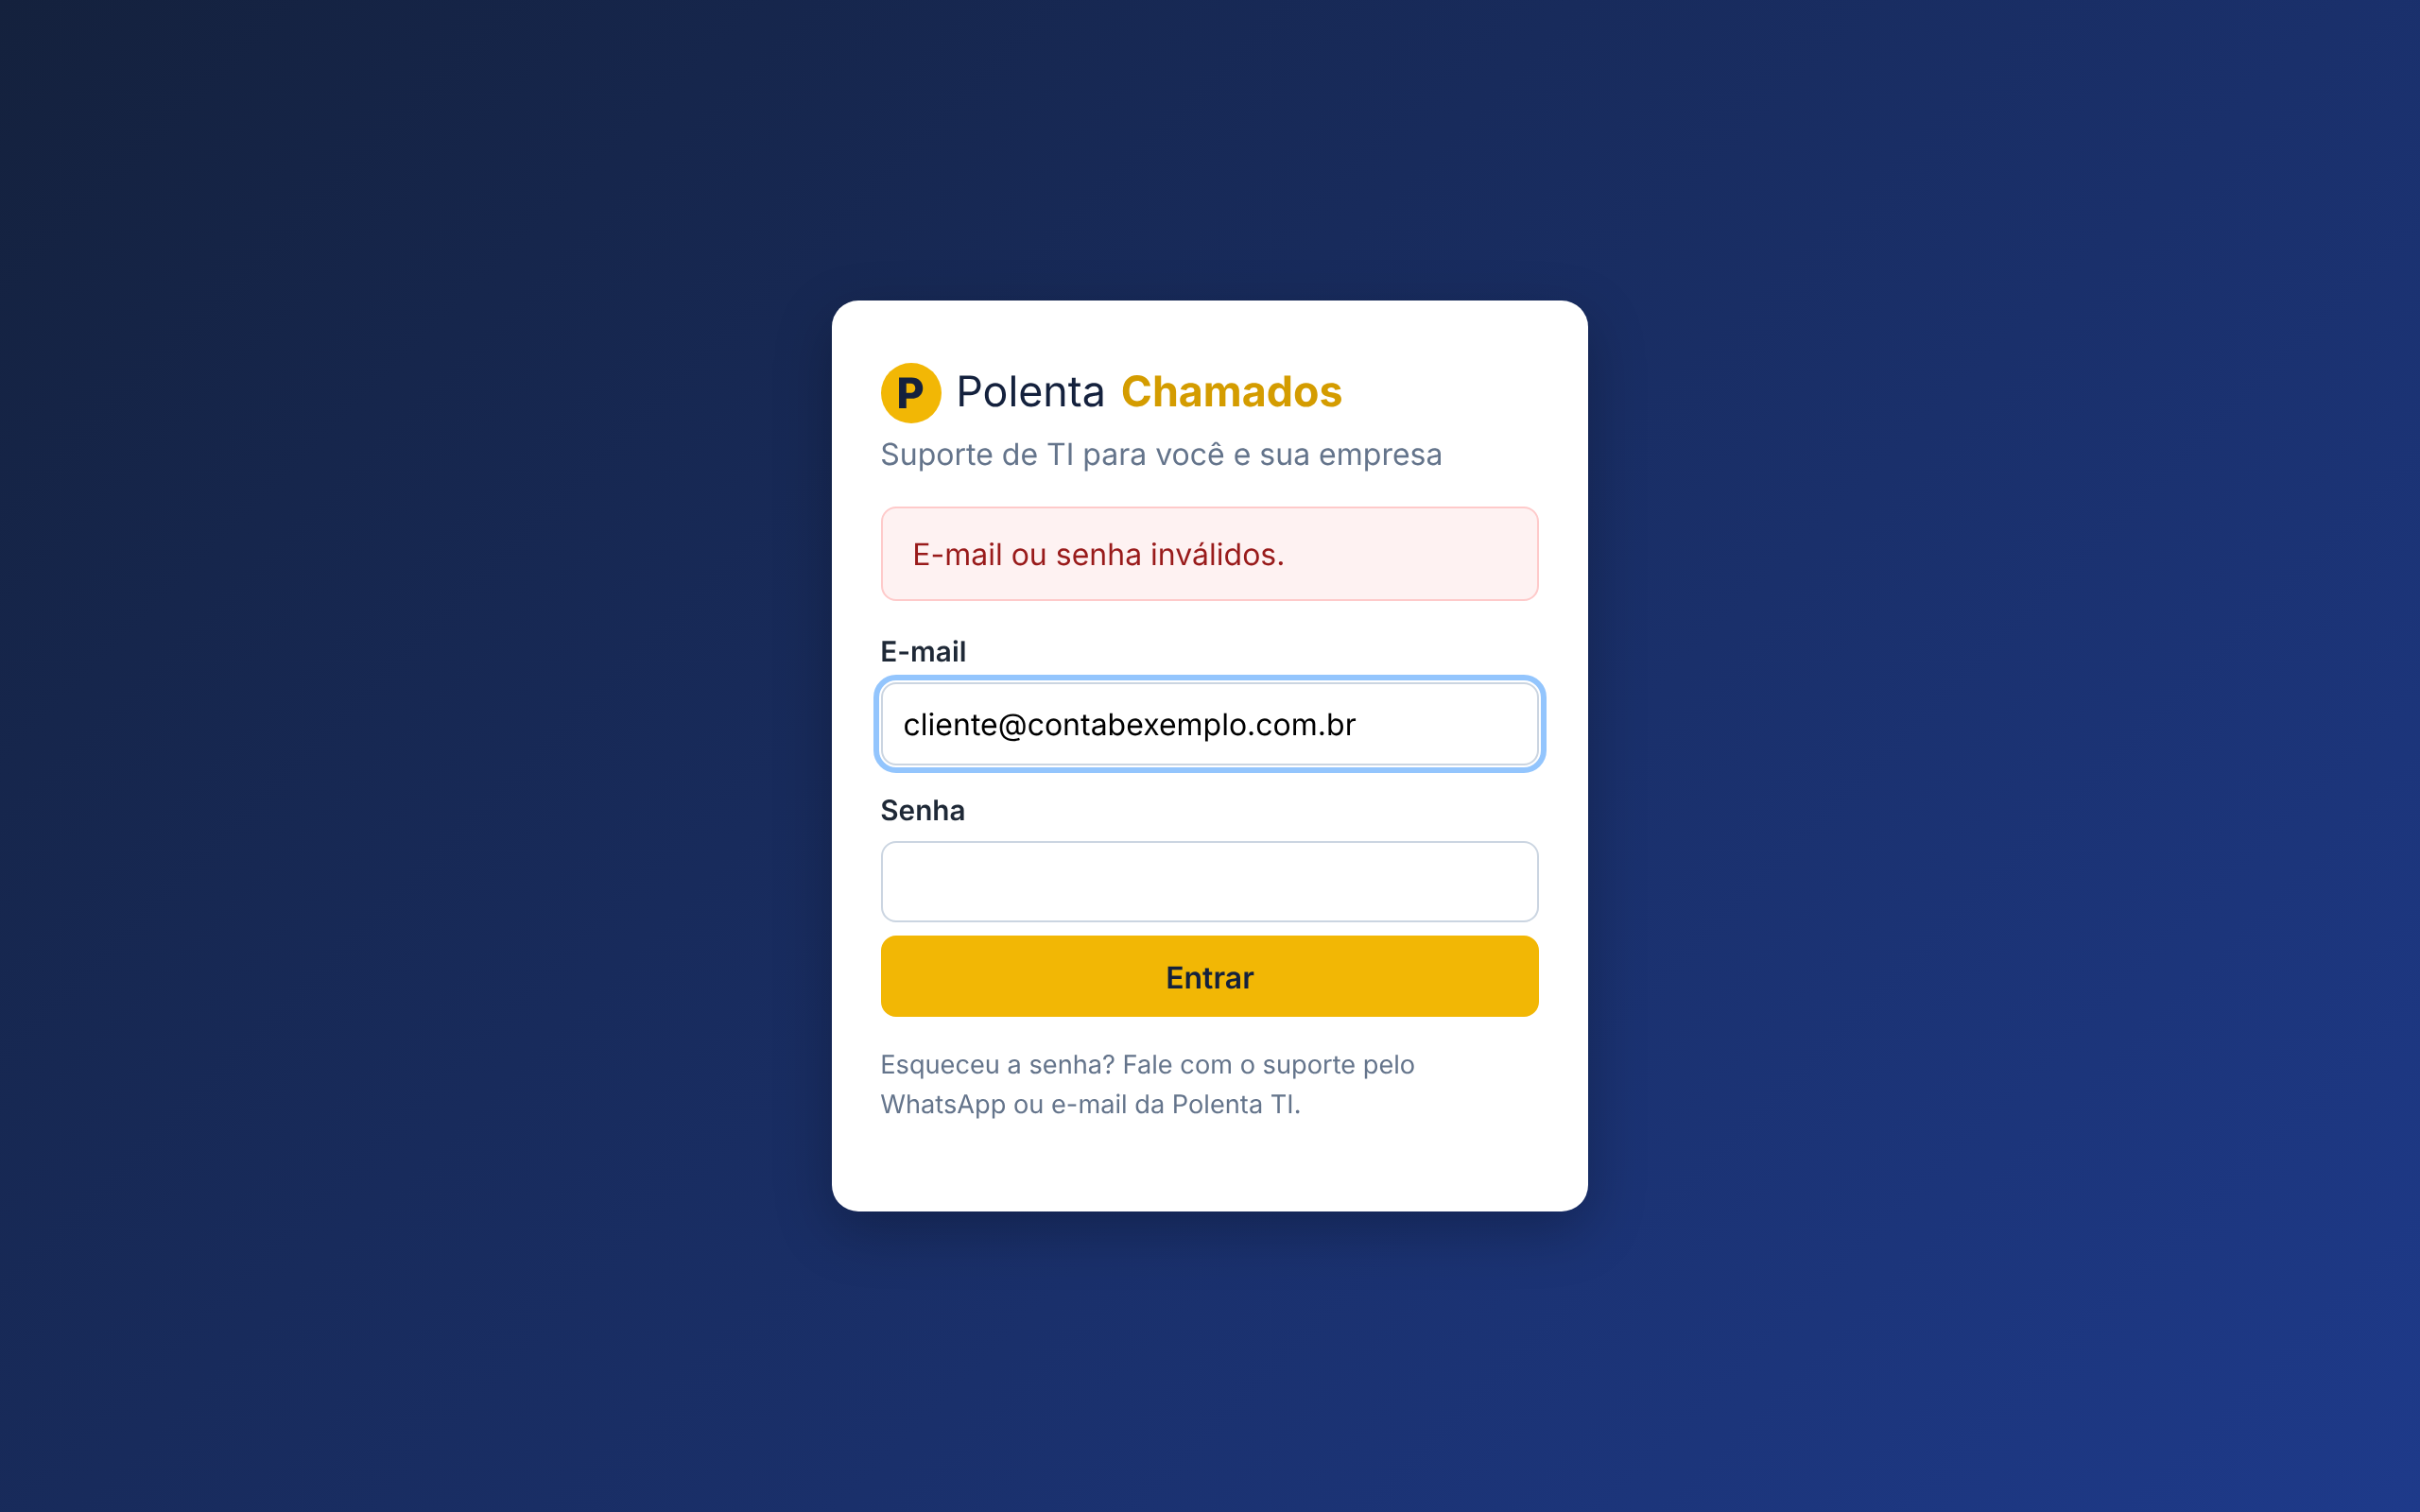 P Polenta Chamados
Suporte de TI para você e sua empresa
E-mail ou senha inválidos.
E-mail
cliente@contabexemplo.com.br
Senha
Entrar
Esqueceu a senha? Fale com o suporte pelo
WhatsApp ou e-mail da Polenta TI.